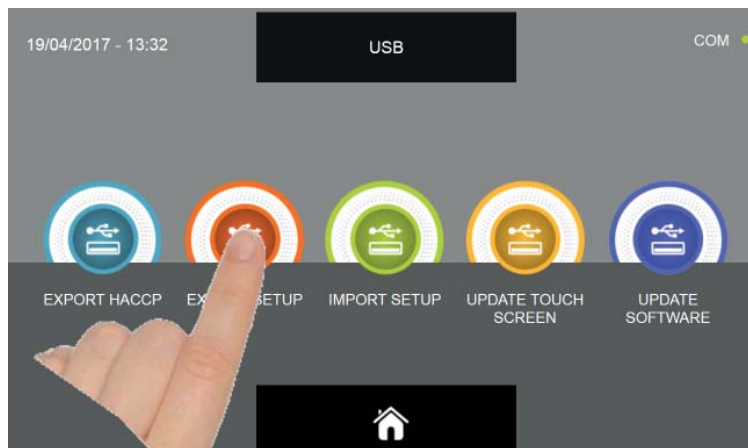 19/04/2017 - 13:32
USB
COM
EXPORT HACCP
SETUP
IMPORT SETUP
UPDATE TOUCH
SCREEN
UPDATE
SOFTWARE